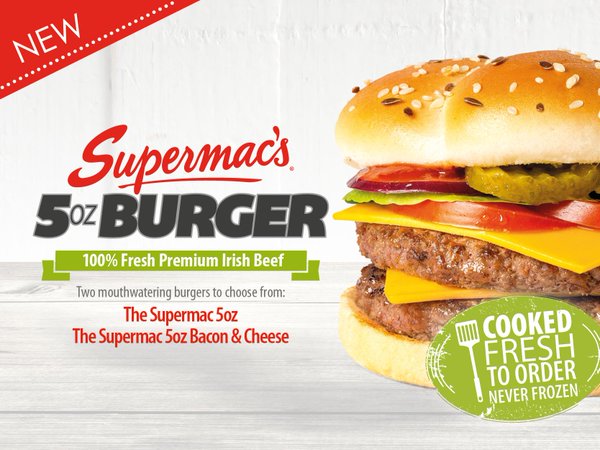 NEW
Supermac's®
5OZ BURGER
100% Fresh Premium Irish Beef
Two mouthwatering burgers to choose from:
The Supermac 5oz
The Supermac 5oz Bacon & Cheese
COOKED
FRESH
TO ORDER
NEVER FROZEN